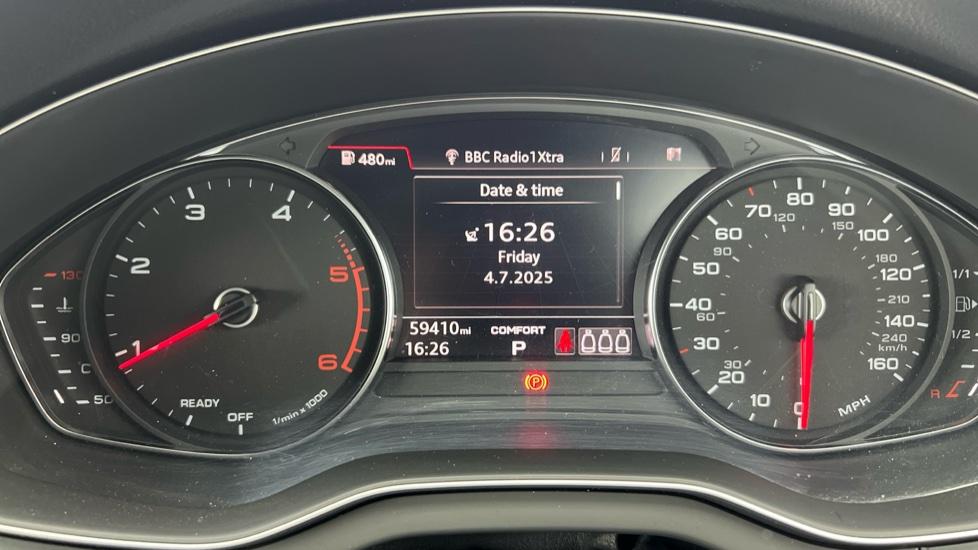 480mi BBC Radio1Xtra
Date & time
16:26
Friday
4.7.2025
59410mi COMFORT
16:26 P
1 2 3 4 5 6
READY OFF 1/min x 1000
130
90
50
0 10 20 30 40 50 60 70 80 90 100 120 140 160
MPH
30 60 90 120 150 180 210 240
km/h
(P)
1/1
1/2
R